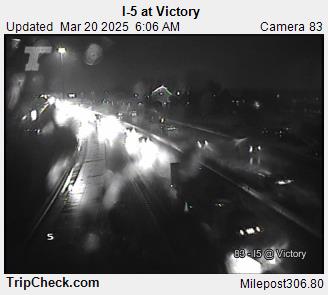 I-5 at Victory
Updated Mar 20 2025 6:06 AM Camera 83
T
S
83 - I5 @ Victory
TripCheck.com Milepost306.80